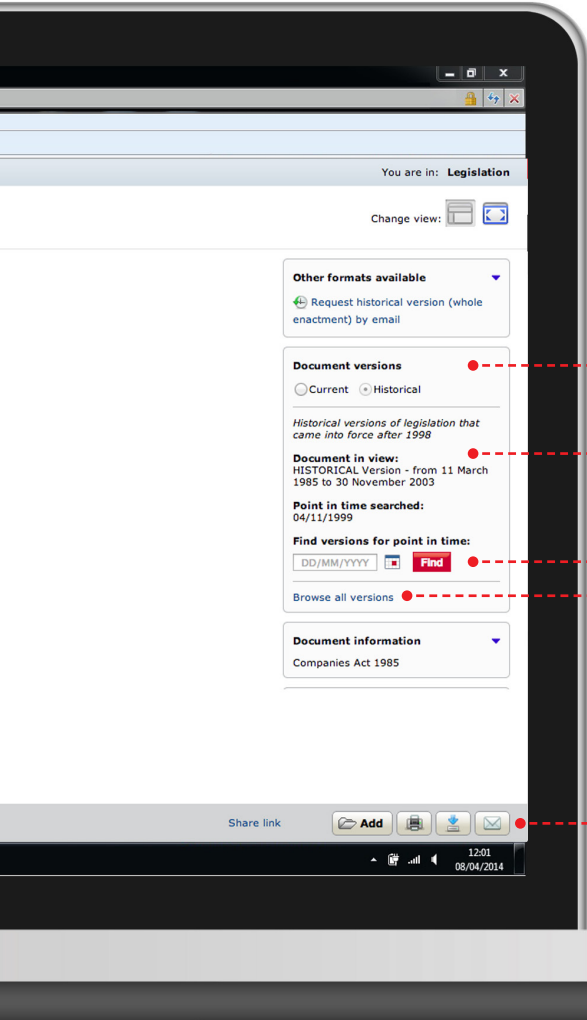 You are in: Legislation
Change view:
Other formats available
Request historical version (whole
enactment) by email
Document versions
Current Historical
Historical versions of legislation that
came into force after 1998
Document in view:
HISTORICAL Version - from 11 March
1985 to 30 November 2003
Point in time searched:
04/11/1999
Find versions for point in time:
DD/MM/YYYY Find
Browse all versions
Document information
Companies Act 1985
Share link Add
12:01
08/04/2014